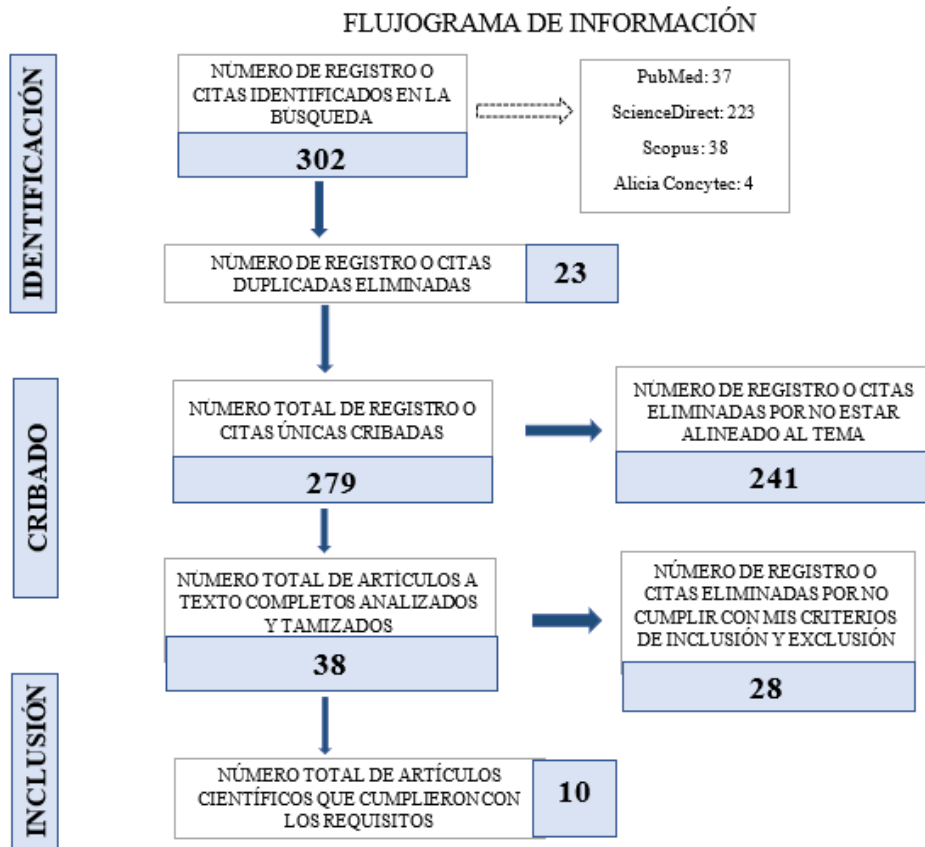 FLUJOGRAMA DE INFORMACIÓN
IDENTIFICACIÓN
NÚMERO DE REGISTRO O
CITAS IDENTIFICADOS EN LA
BÚSQUEDA
302
PubMed: 37
ScienceDirect: 223
Scopus: 38
Alicia Concytec: 4
NÚMERO DE REGISTRO O CITAS
DUPLICADAS ELIMINADAS
23
CRIBADO
NÚMERO TOTAL DE REGISTRO O
CITAS ÚNICAS CRIBADAS
279
NÚMERO DE REGISTRO O CITAS
ELIMINADAS POR NO ESTAR
ALINEADO AL TEMA
241
NÚMERO TOTAL DE ARTÍCULOS A
TEXTO COMPLETOS ANALIZADOS
Y TAMIZADOS
38
NÚMERO DE REGISTRO O
CITAS ELIMINADAS POR NO
CUMPLIR CON MIS CRITERIOS
DE INCLUSIÓN Y EXCLUSIÓN
28
INCLUSIÓN
NÚMERO TOTAL DE ARTÍCULOS
CIENTÍFICOS QUE CUMPLIERON CON
LOS REQUISITOS
10